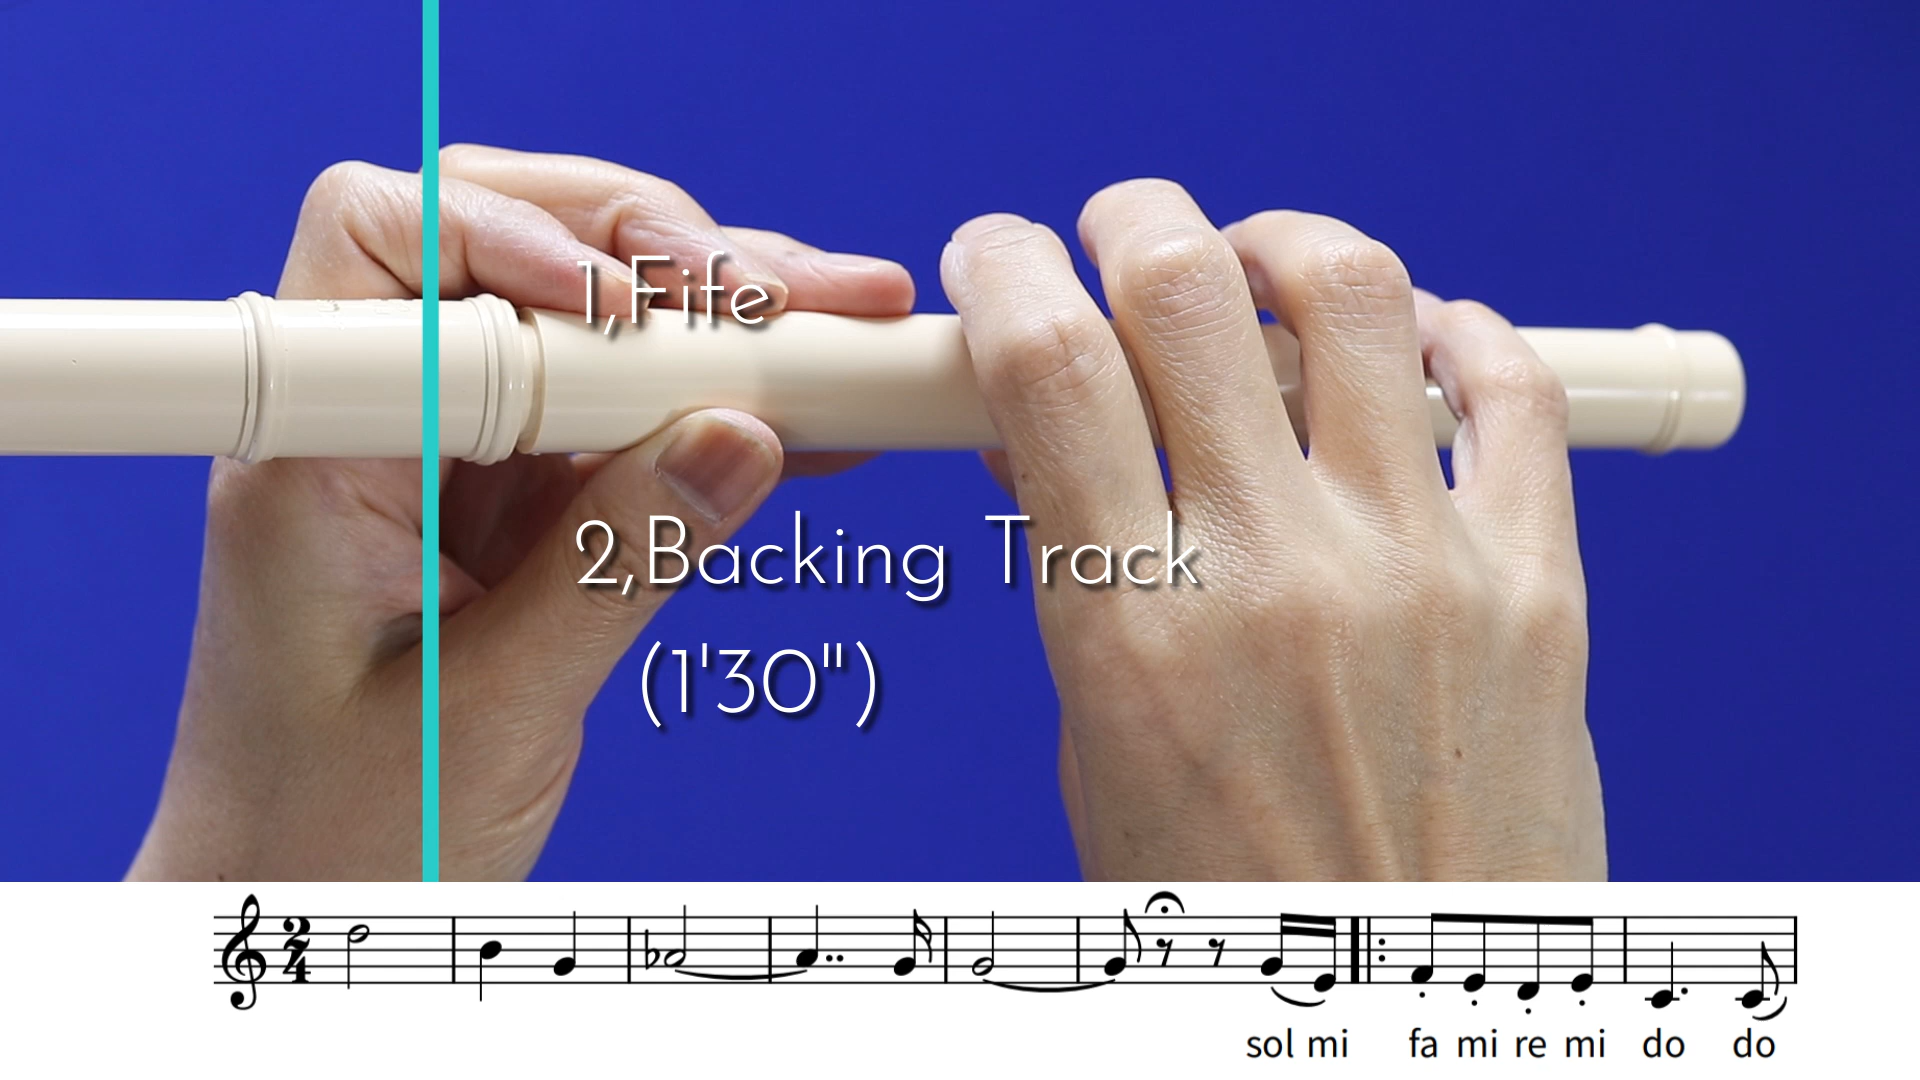 1,Fife
2,Backing Track
(1'30")
sol mi fa mi re mi do do